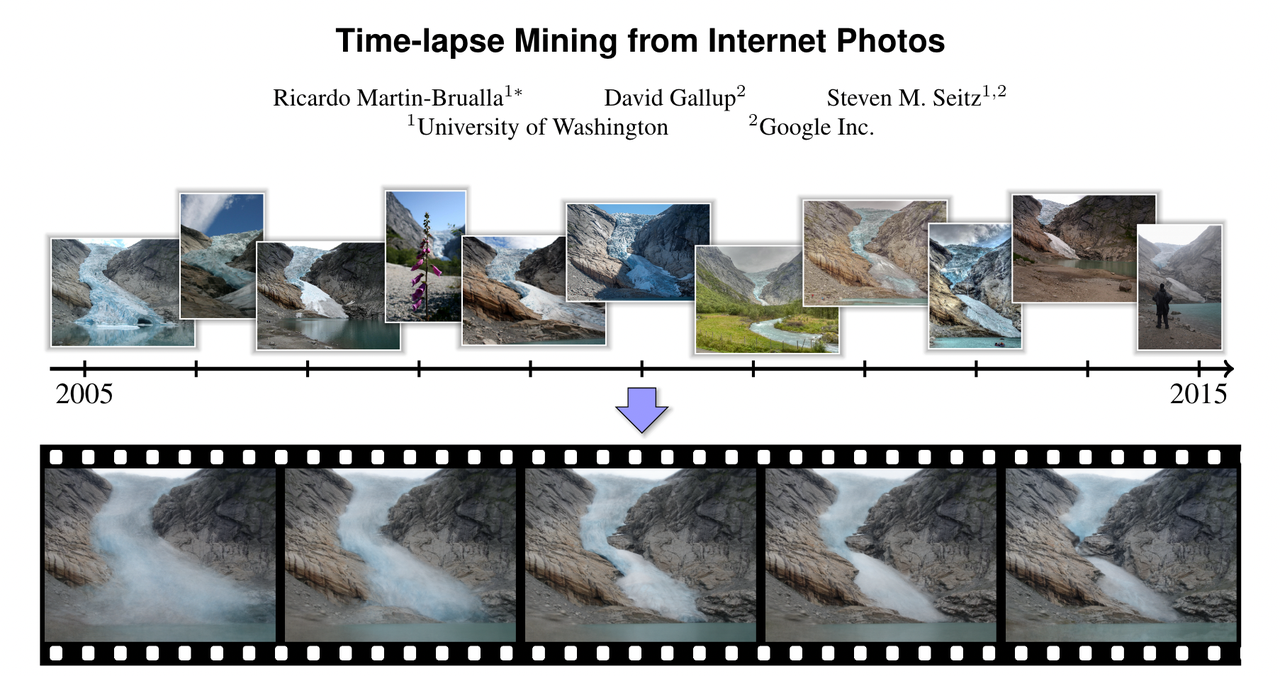 Time-lapse Mining from Internet Photos
Ricardo Martin-Brualla1* David Gallup2 Steven M. Seitz1,2
1University of Washington 2Google Inc.
2005 2015